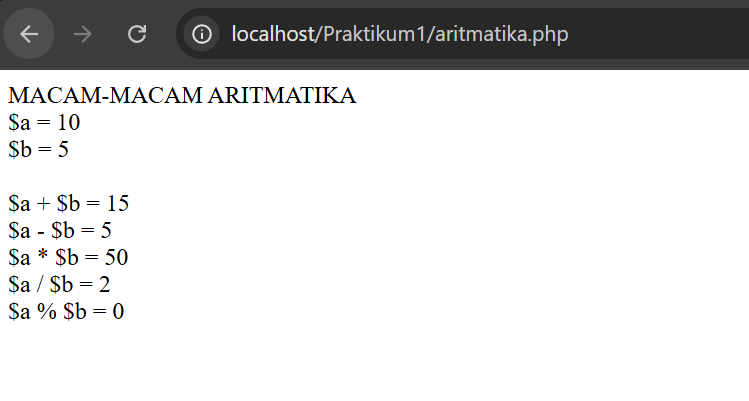 localhost/Praktikum1/aritmatika.php
MACAM-MACAM ARITMATIKA
$a = 10
$b = 5
$a + $b = 15
$a - $b = 5
$a * $b = 50
$a / $b = 2
$a % $b = 0